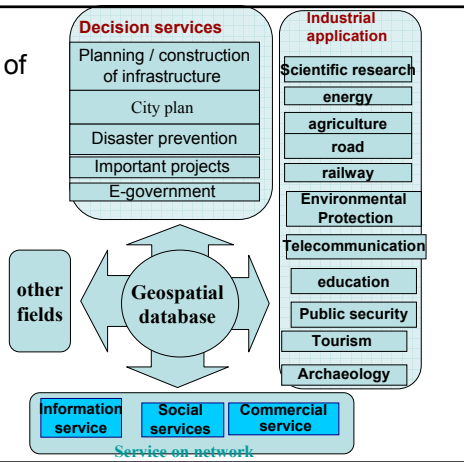 of
Decision services
Planning / construction
of infrastructure
City plan
Disaster prevention
Important projects
E-government
Industrial
application
Scientific research
energy
agriculture
road
railway
Environmental
Protection
Telecommunication
education
Public security
Tourism
Archaeology
other
fields
Geospatial
database
Information
service
Social
services
Commercial
service
Service on network